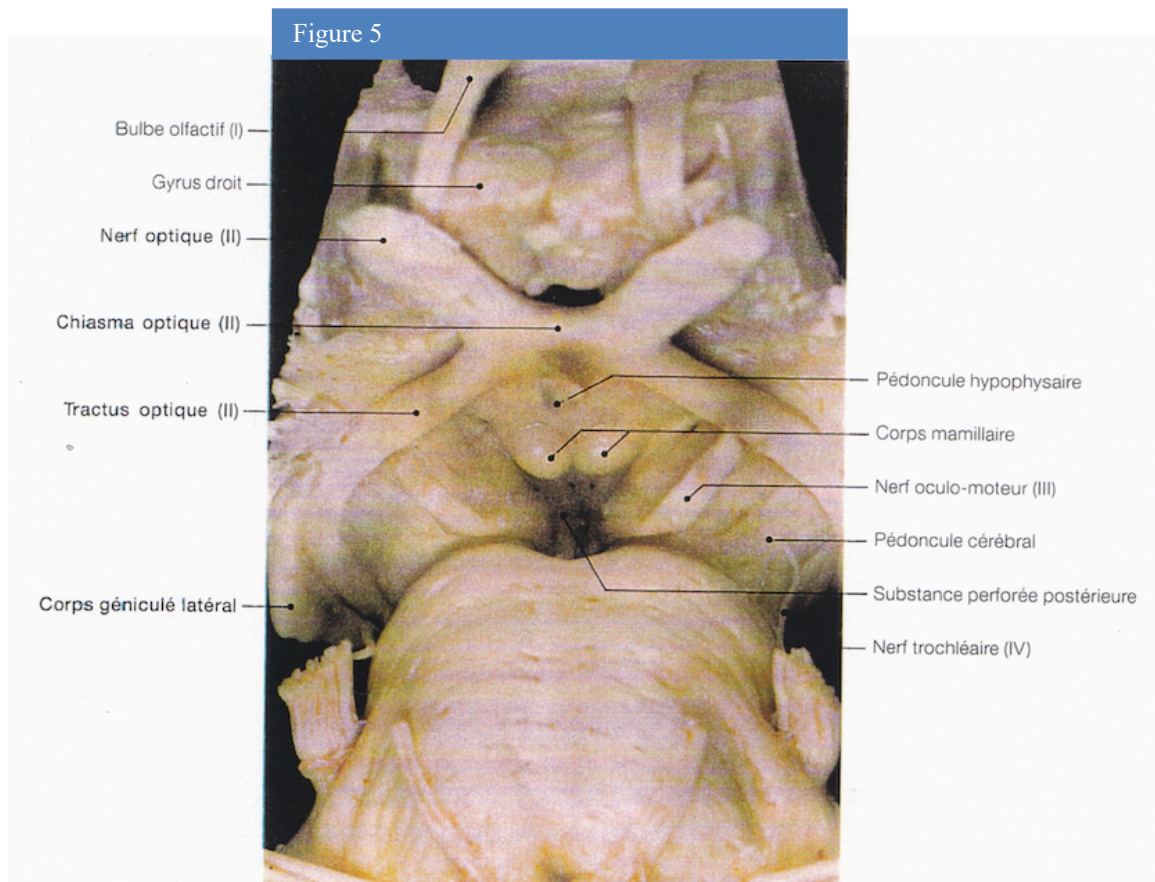 Figure 5
Bulbe olfactif (I)
Gyrus droit
Nerf optique (II)
Chiasma optique (II)
Tractus optique (II)
Corps géniculé latéral
Pédoncule hypophysaire
Corps mamillaire
Nerf oculo-moteur (III)
Pédoncule cérébral
Substance perforée postérieure
Nerf trochléaire (IV)